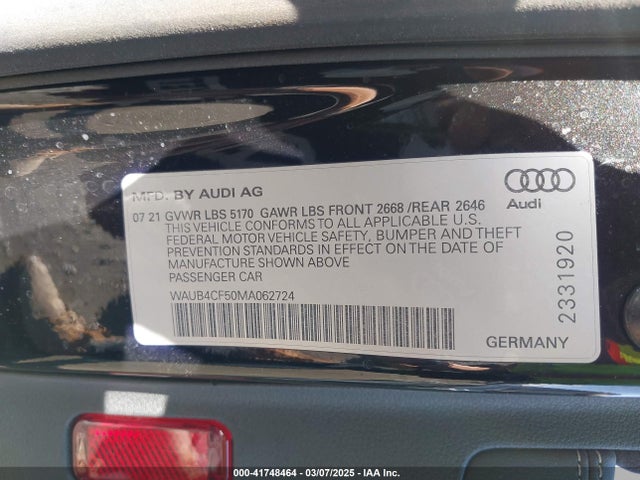 MFD. BY AUDI AG
07 21 GVWR LBS 5170 GAWR LBS FRONT 2668 /REAR 2646
THIS VEHICLE CONFORMS TO ALL APPLICABLE U.S.
FEDERAL MOTOR VEHICLE SAFETY, BUMPER AND THEFT
PREVENTION STANDARDS IN EFFECT ON THE DATE OF
MANUFACTURE SHOWN ABOVE
PASSENGER CAR
WAUB4CF50MA062724
Audi
2331920
GERMANY
000-41748464 — 03/07/2025 — IAA Inc.